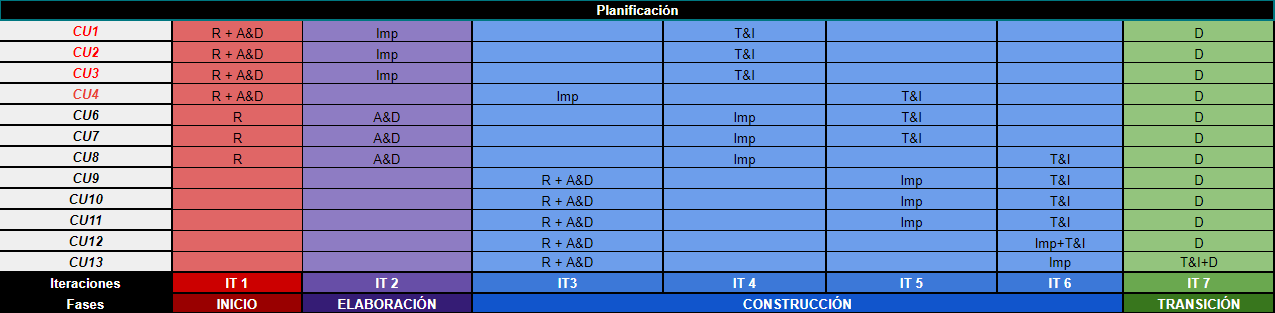 Planificación
CU1 R + A&D Imp T&I D
CU2 R + A&D Imp T&I D
CU3 R + A&D Imp T&I D
CU4 R + A&D Imp T&I D
CU6 R A&D Imp T&I D
CU7 R A&D Imp T&I D
CU8 R A&D Imp T&I D
CU9 R + A&D Imp T&I D
CU10 R + A&D Imp T&I D
CU11 R + A&D Imp T&I D
CU12 R + A&D Imp+T&I D
CU13 R + A&D Imp T&I+D
Iteraciones IT 1 IT 2 IT3 IT 4 IT 5 IT 6 IT 7
Fases INICIO ELABORACIÓN CONSTRUCCIÓN TRANSICIÓN